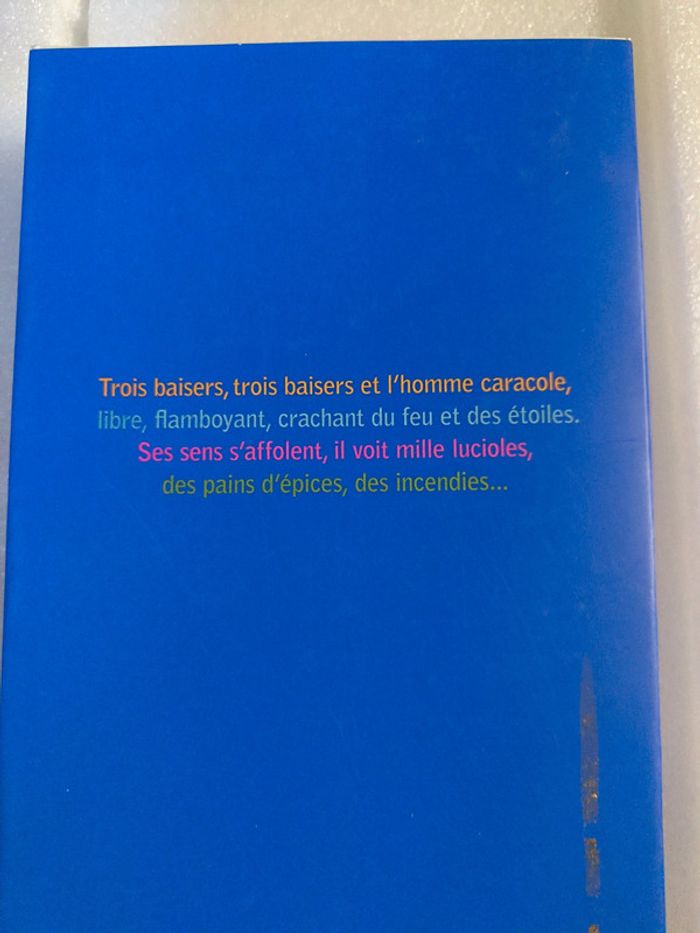 Trois baisers, trois baisers et l'homme caracole,
libre, flamboyant, crachant du feu et des étoiles.
Ses sens s'affolent, il voit mille lucioles,
des pains d'épices, des incendies...